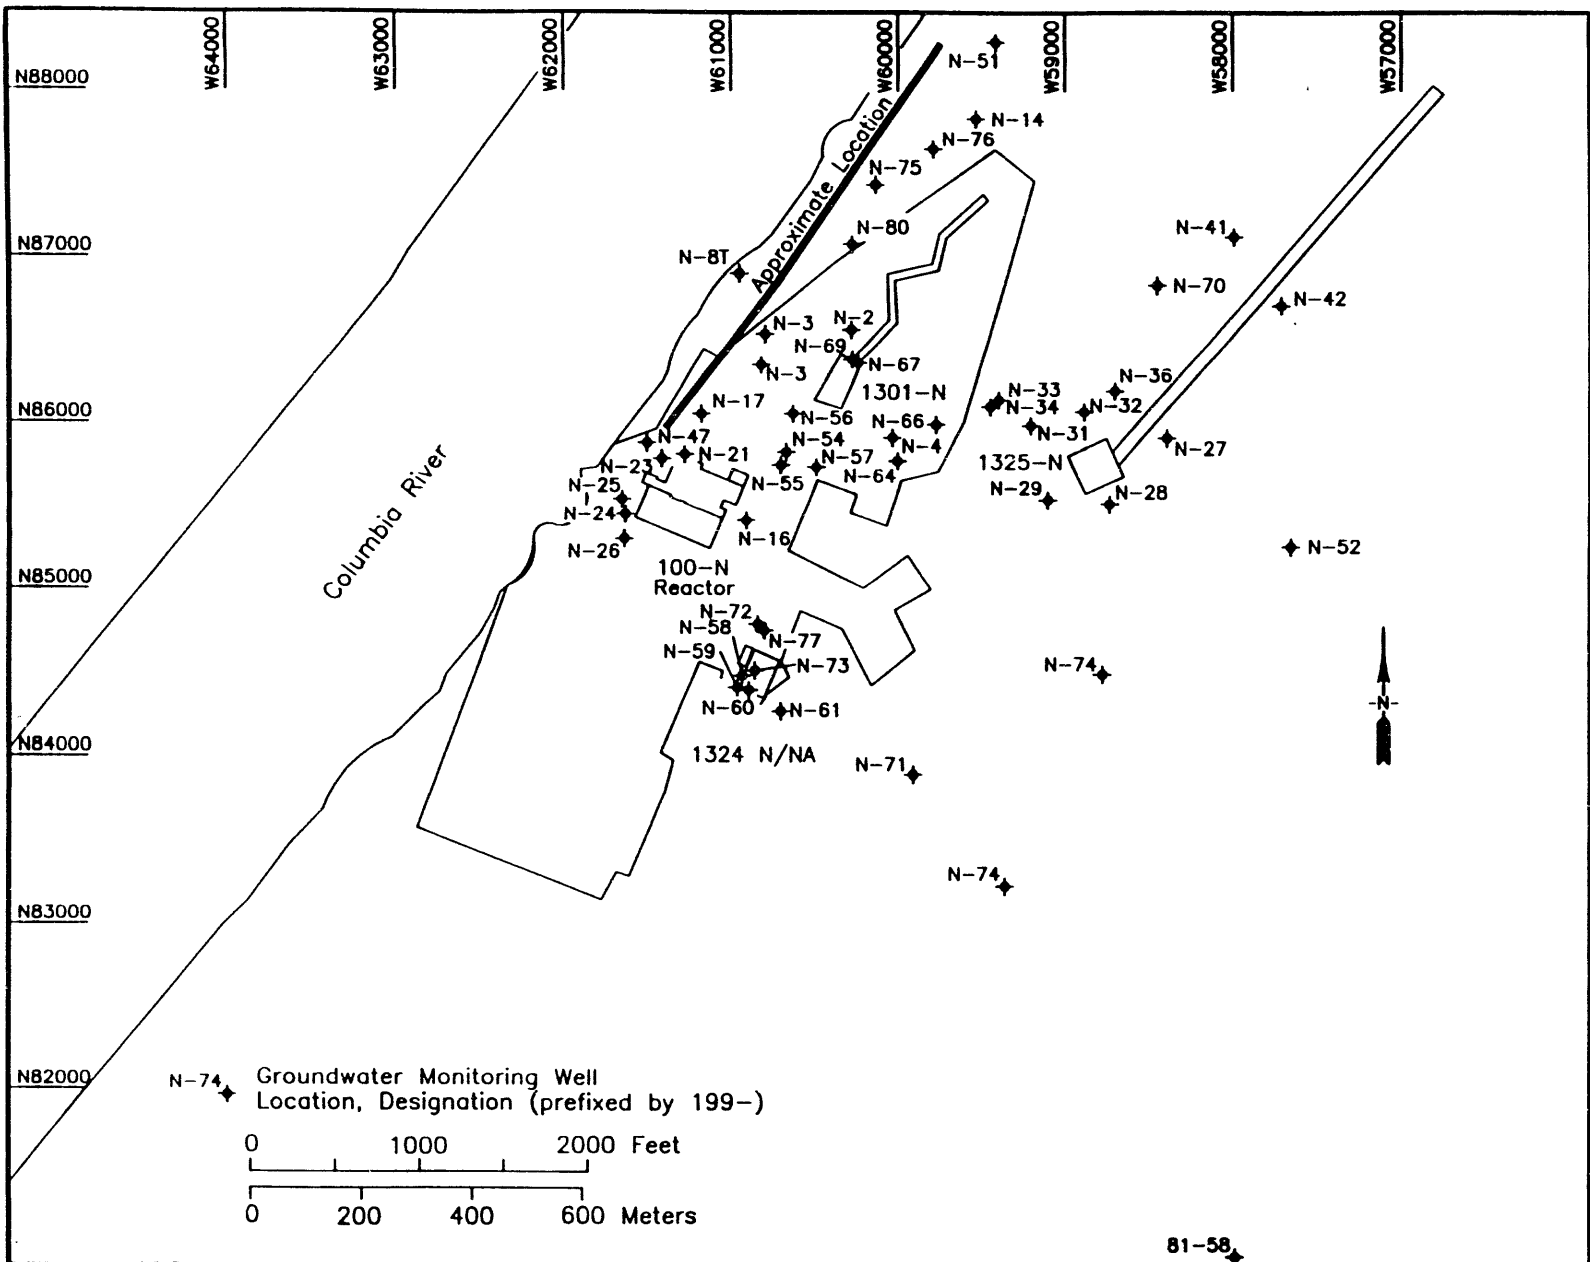 W64000
W63000
W62000
W61000
W60000
W59000
W58000
W57000
N88000
N-51
N-14
N-76
N-75
Approximate Location
N-80
N87000
N-8T
N-41
N-70
N-42
N-3
N-2
N-69
N-67
N-3
1301-N
N-36
N-33
N-34
N-32
N-17
N86000
N-56
N-66
N-31
N-47
N-54
N-4
N-27
N-21
N-23
N-57
N-64
1325-N
N-25
N-55
N-29
N-28
N-24
N-16
N-26
N-52
Columbia River
100-N
Reactor
N85000
N-72
N-58
N-77
N-59
N-73
N-74
N-60
N-61
-N-
N84000
1324 N/NA
N-71
N-74
N83000
N82000
N-74
Groundwater Monitoring Well
Location, Designation (prefixed by 199-)
0 1000 2000 Feet
0 200 400 600 Meters
81-58